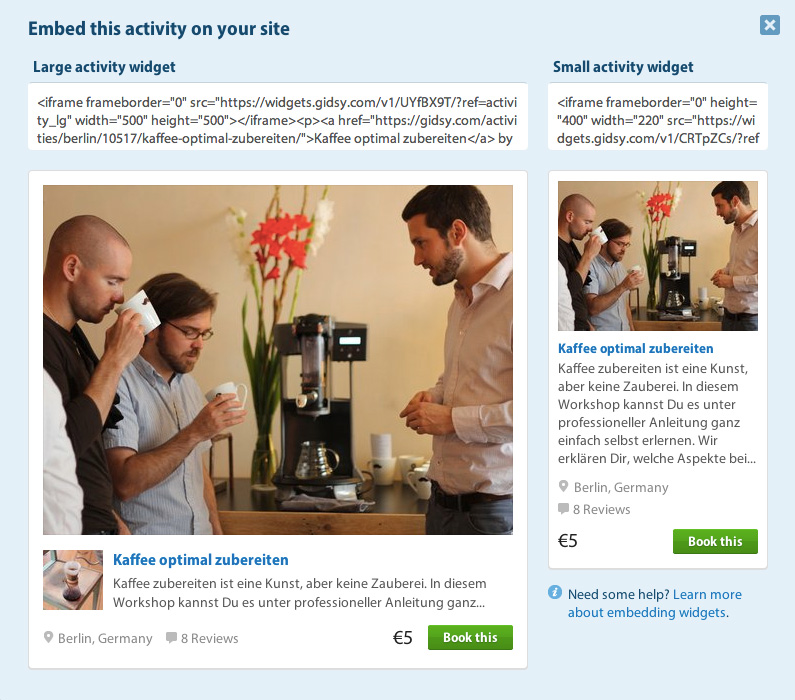 Embed this activity on your site
Large activity widget
<iframe frameborder="0" src="https://widgets.gidsy.com/v1/UYfBX9T/?ref=activi
ty_lg" width="500" height="500"></iframe><p><a href="https://gidsy.com/activi
ties/berlin/10517/kaffee-optimal-zubereiten/">Kaffee optimal zubereiten</a> by
Kaffee optimal zubereiten
Kaffee zubereiten ist eine Kunst, aber keine Zauberei. In diesem
Workshop kannst Du es unter professioneller Anleitung ganz...
Berlin, Germany 8 Reviews €5 Book this
Small activity widget
<iframe frameborder="0" height=
"400" width="220" src="https://wi
dgets.gidsy.com/v1/CRTpZCs/?ref
Kaffee optimal zubereiten
Kaffee zubereiten ist eine Kunst,
aber keine Zauberei. In diesem
Workshop kannst Du es unter
professioneller Anleitung ganz
einfach selbst erlernen. Wir
erklären Dir, welche Aspekte bei...
Berlin, Germany
8 Reviews
€5 Book this
Need some help? Learn more
about embedding widgets.